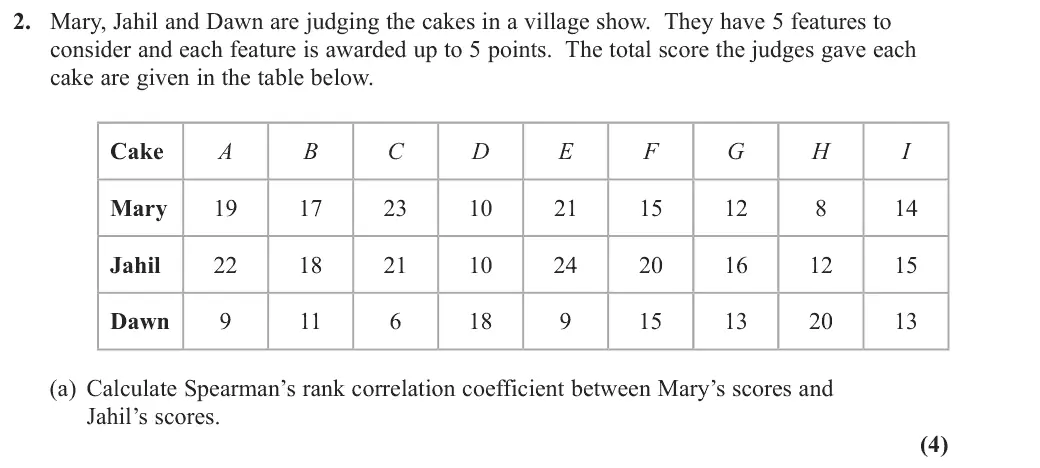 2. Mary, Jahil and Dawn are judging the cakes in a village show. They have 5 features to
consider and each feature is awarded up to 5 points. The total score the judges gave each
cake are given in the table below.
Cake A B C D E F G H I
Mary 19 17 23 10 21 15 12 8 14
Jahil 22 18 21 10 24 20 16 12 15
Dawn 9 11 6 18 9 15 13 20 13
(a) Calculate Spearman's rank correlation coefficient between Mary's scores and
Jahil's scores.
(4)